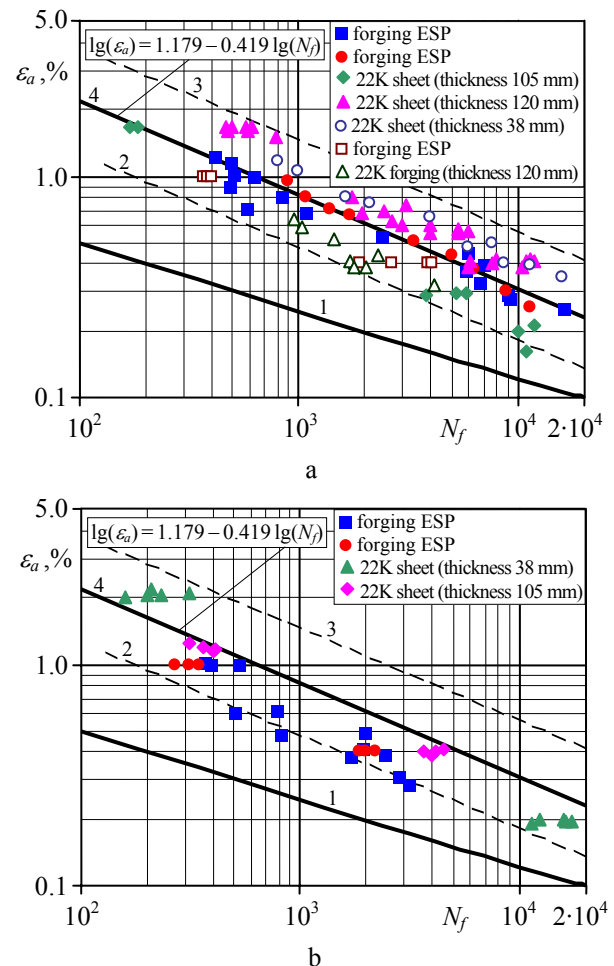 5.0
lg(εₐ) = 1.179 – 0.419 lg(N_f)
forging ESP
forging ESP
22K sheet (thickness 105 mm)
22K sheet (thickness 120 mm)
22K sheet (thickness 38 mm)
forging ESP
22K forging (thickness 120 mm)
εₐ ,%
3
4
2
1.0
1
0.1
10²
10³
N_f
10⁴
2·10⁴
a
5.0
lg(εₐ) = 1.179 – 0.419 lg(N_f)
forging ESP
forging ESP
22K sheet (thickness 38 mm)
22K sheet (thickness 105 mm)
εₐ ,%
4
3
2
1.0
1
0.1
10²
10³
N_f
10⁴
2·10⁴
b